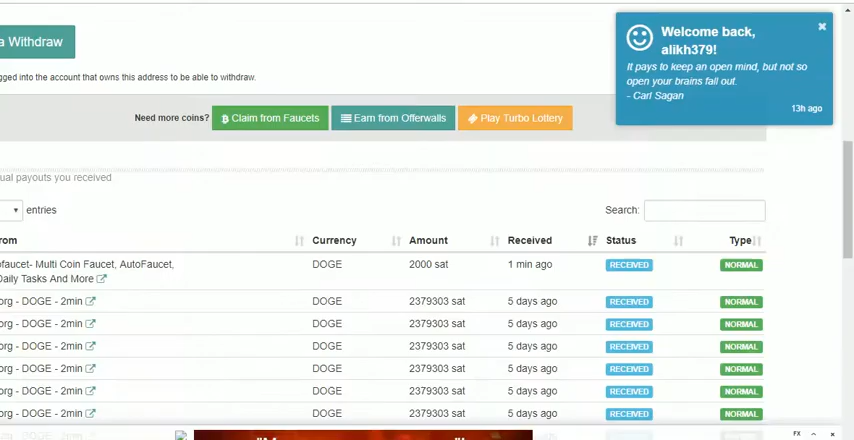 a Withdraw
Welcome back,
alikh379!
It pays to keep an open mind, but not so
open your brains fall out.
- Carl Sagan
13h ago
gged into the account that owns this address to be able to withdraw.
Need more coins? Claim from Faucets Earn from Offerwalls Play Turbo Lottery
ual payouts you received
entries Search:
rom Currency Amount Received Status Type
ofaucet- Multi Coin Faucet, AutoFaucet, DOGE 2000 sat 1 min ago RECEIVED NORMAL
Daily Tasks And More
org - DOGE - 2min DOGE 2379303 sat 5 days ago RECEIVED NORMAL
org - DOGE - 2min DOGE 2379303 sat 5 days ago RECEIVED NORMAL
org - DOGE - 2min DOGE 2379303 sat 5 days ago RECEIVED NORMAL
org - DOGE - 2min DOGE 2379303 sat 5 days ago RECEIVED NORMAL
org - DOGE - 2min DOGE 2379303 sat 5 days ago RECEIVED NORMAL
org - DOGE - 2min DOGE 2379303 sat 5 days ago RECEIVED NORMAL
FX